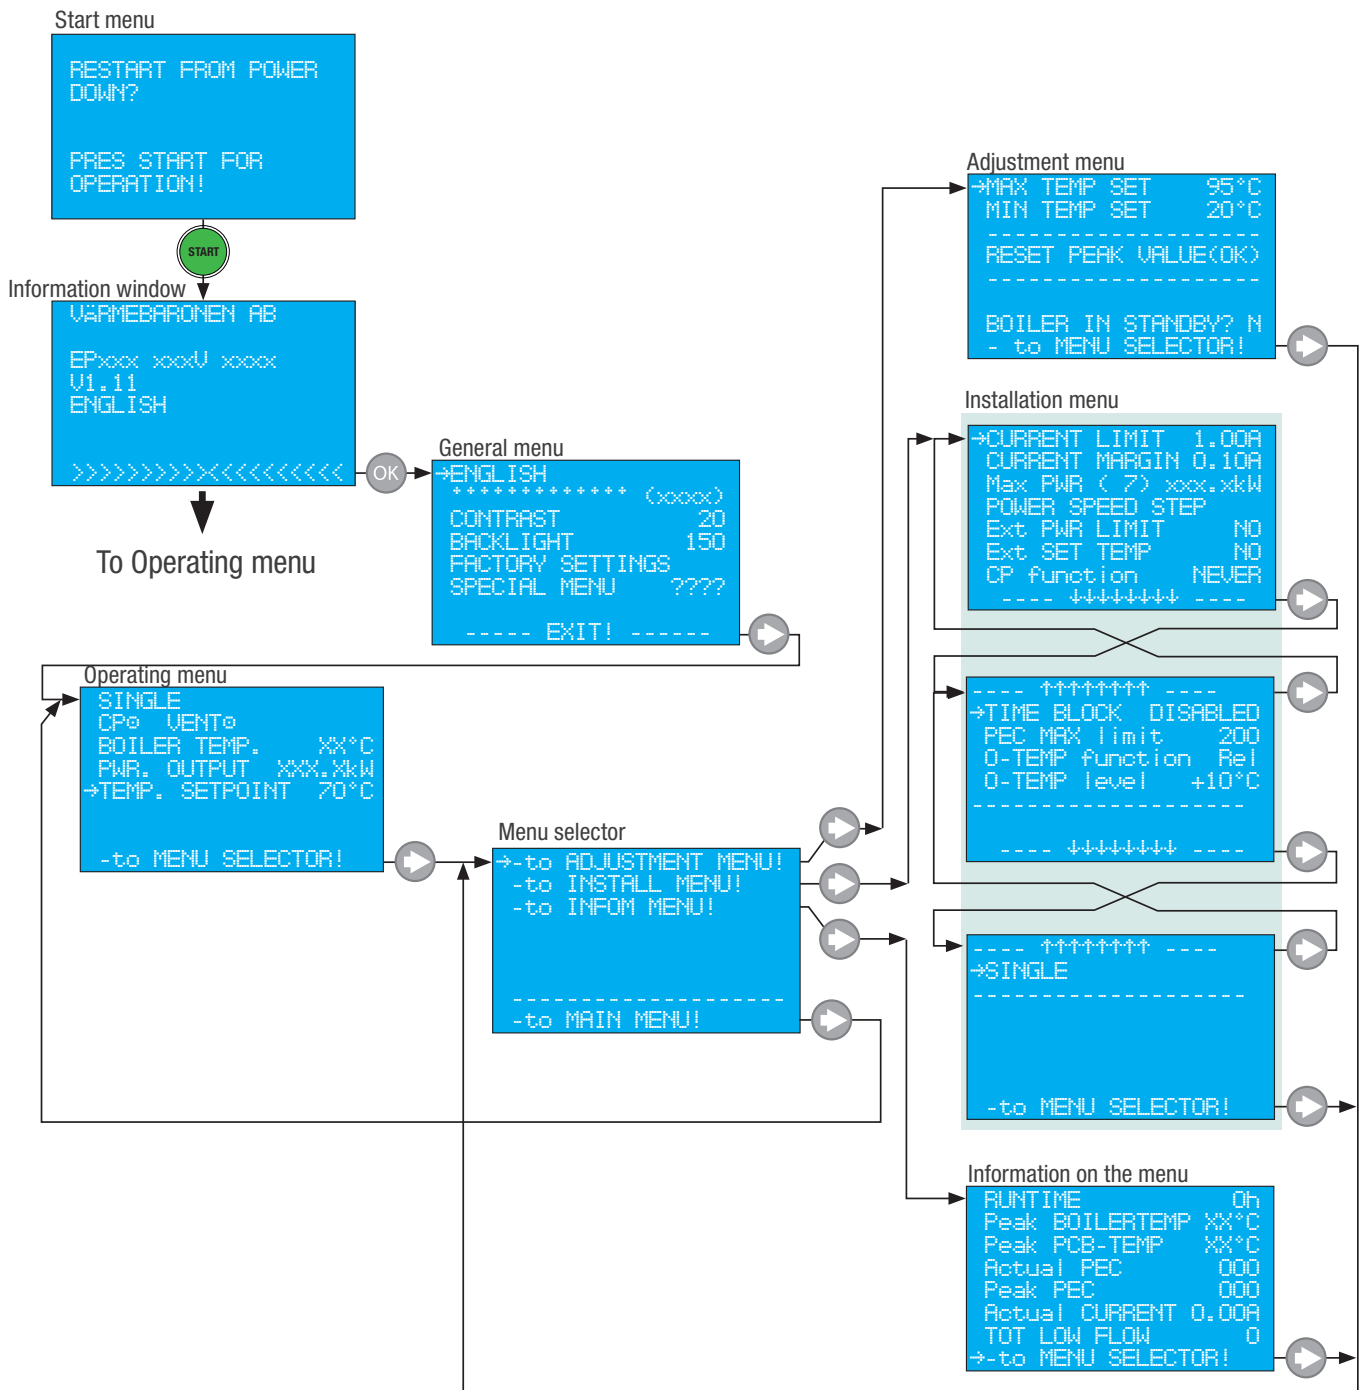 Start menu
RESTART FROM POWER
DOWN?
PRES START FOR
OPERATION!
START
Information window
VÄRMEBARONEN AB
EPxxx xxxV xxxx
V1.11
ENGLISH
>>>>>>>>>>×<<<<<<<<<
OK
To Operating menu
General menu
→ENGLISH
************* (xxxx)
CONTRAST 20
BACKLIGHT 150
FACTORY SETTINGS
SPECIAL MENU ????
----- EXIT! ------
Operating menu
SINGLE
CP⊙ VENT⊙
BOILER TEMP. XX°C
PWR. OUTPUT XXX.XkW
→TEMP. SETPOINT 70°C
-to MENU SELECTOR!
Menu selector
→-to ADJUSTMENT MENU!
-to INSTALL MENU!
-to INFOM MENU!
--------------------
-to MAIN MENU!
Adjustment menu
→MAX TEMP SET 95°C
MIN TEMP SET 20°C
--------------------
RESET PEAK VALUE(OK)
--------------------
BOILER IN STANDBY? N
- to MENU SELECTOR!
Installation menu
→CURRENT LIMIT 1.00A
CURRENT MARGIN 0.10A
Max PWR ( 7) xxx.xkW
POWER SPEED STEP
Ext PWR LIMIT NO
Ext SET TEMP NO
CP function NEVER
---- ↓↓↓↓↓↓↓↓ ----
---- ↑↑↑↑↑↑↑↑ ----
→TIME BLOCK DISABLED
PEC MAX limit 200
O-TEMP function Rel
O-TEMP level +10°C
--------------------
---- ↓↓↓↓↓↓↓↓ ----
---- ↑↑↑↑↑↑↑↑ ----
→SINGLE
--------------------
-to MENU SELECTOR!
Information on the menu
RUNTIME 0h
Peak BOILERTEMP XX°C
Peak PCB-TEMP XX°C
Actual PEC 000
Peak PEC 000
Actual CURRENT 0.00A
TOT LOW FLOW 0
→-to MENU SELECTOR!